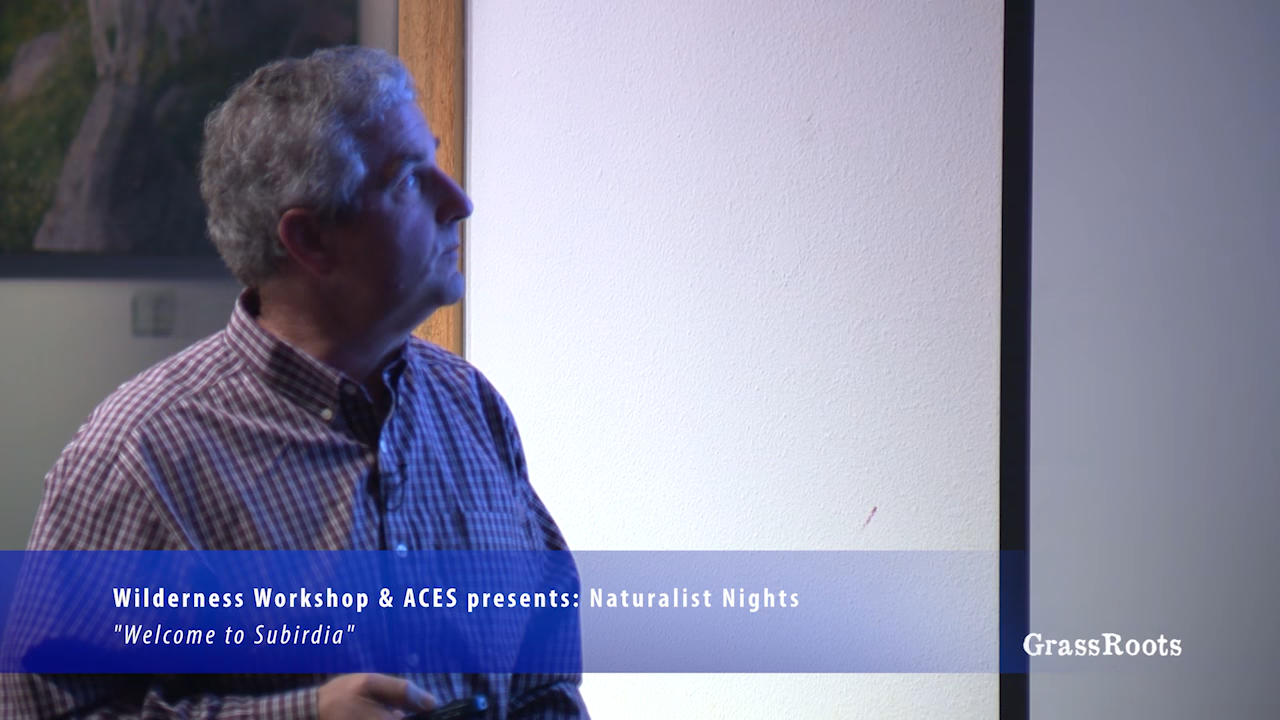 Wilderness Workshop & ACES presents: Naturalist Nights
"Welcome to Subirdia"
GrassRoots